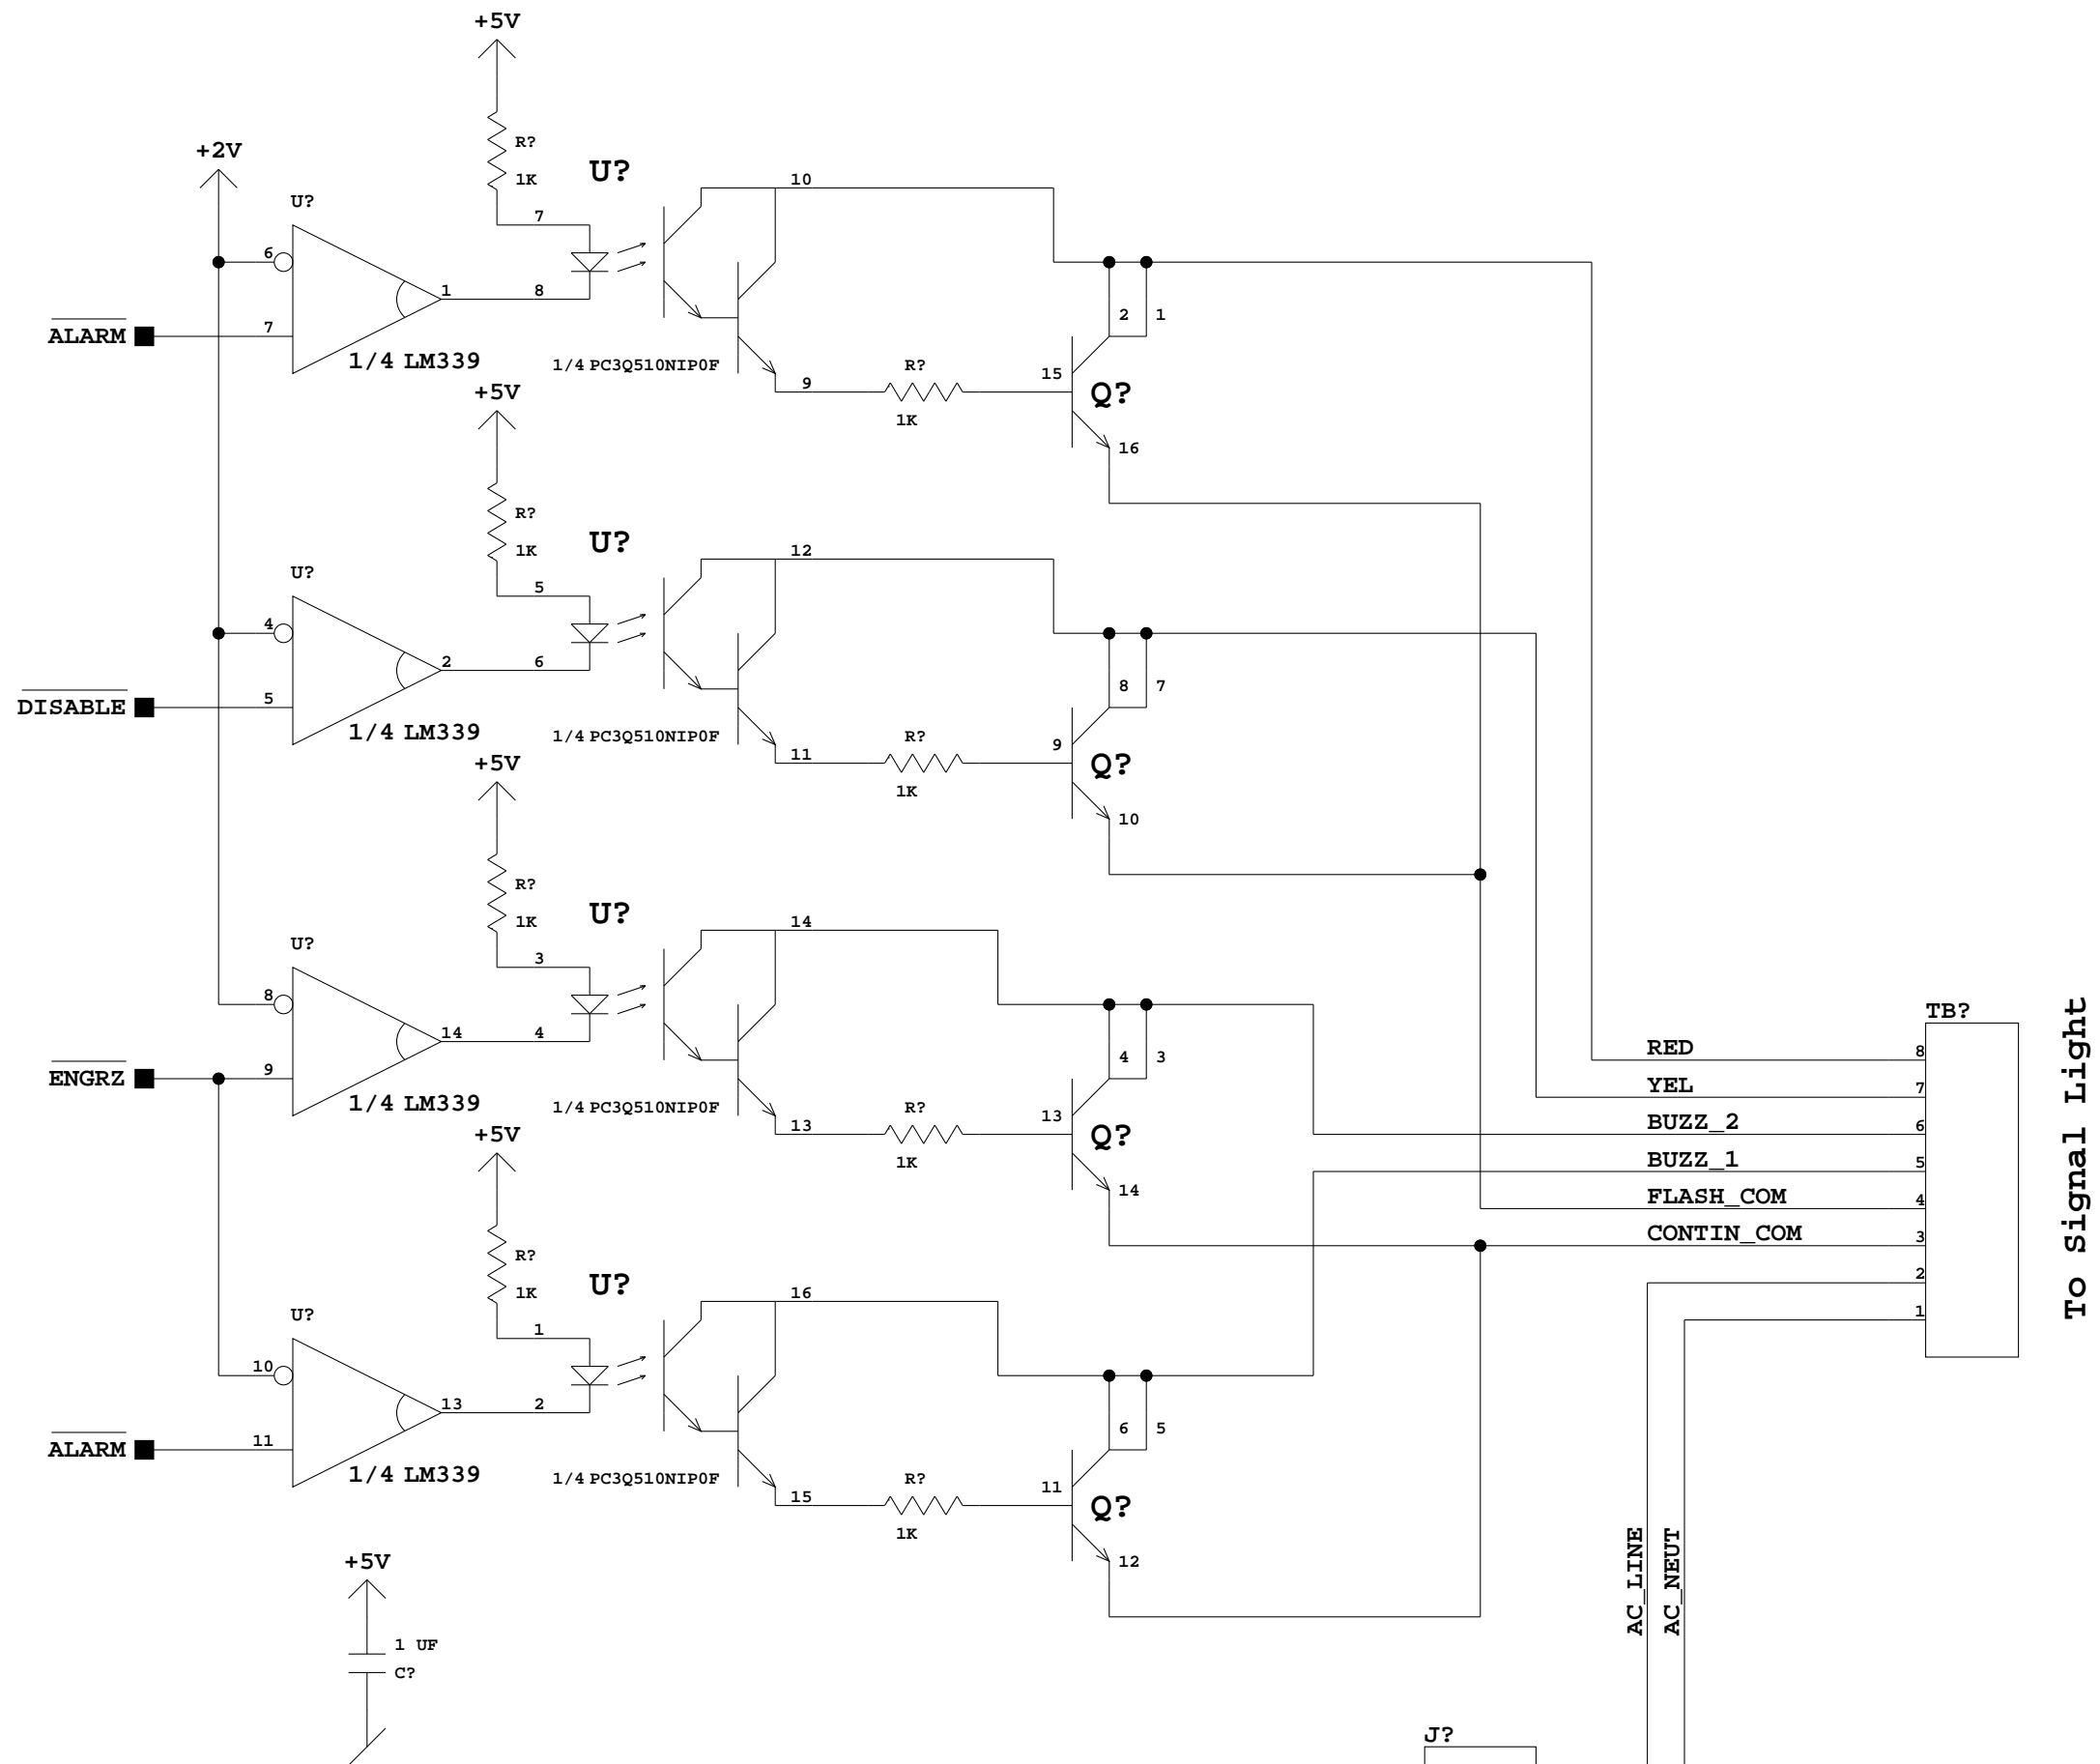 +5V
R?
1K
+2V
U?
U?
7
10
6
1
8
2
1
ALARM
7
1/4 LM339
1/4 PC3Q510NIP0F
9
R?
1K
15
Q?
16
+5V
R?
1K
U?
U?
5
12
4
2
6
8
7
DISABLE
5
1/4 LM339
1/4 PC3Q510NIP0F
11
R?
1K
9
Q?
10
+5V
R?
1K
U?
U?
3
14
8
14
4
4
3
ENGRZ
9
1/4 LM339
1/4 PC3Q510NIP0F
13
R?
1K
13
Q?
14
+5V
R?
1K
U?
U?
1
16
10
13
2
6
5
ALARM
11
1/4 LM339
1/4 PC3Q510NIP0F
15
R?
1K
11
Q?
12
TB?
RED 8
YEL 7
BUZZ_2 6
BUZZ_1 5
FLASH_COM 4
CONTIN_COM 3
2
1
To Signal Light
AC_LINE
AC_NEUT
+5V
1 UF
C?
J?